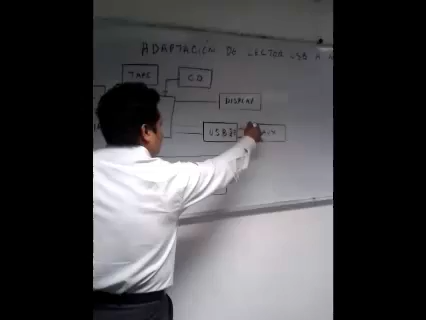 ADAPTACIÓN DE LECTOR USB A
TAPE
CD
DISPLAY
USB